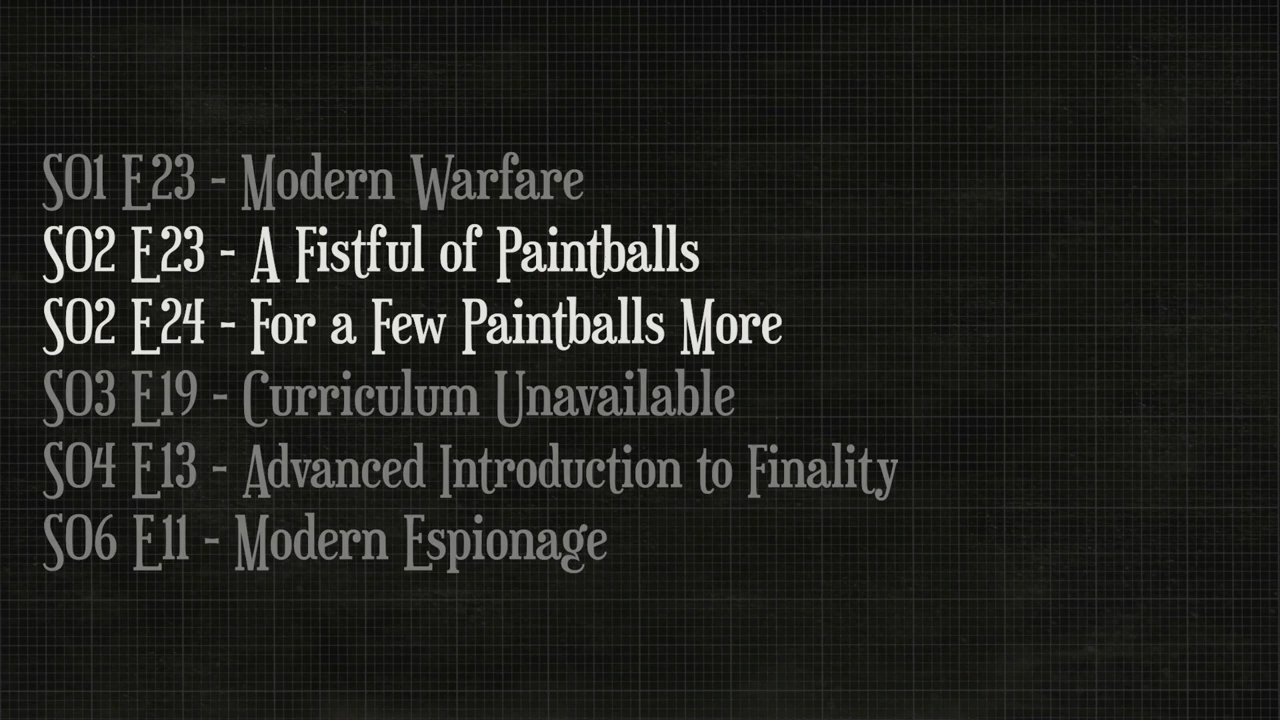 S01 E23 - Modern Warfare
S02 E23 - A Fistful of Paintballs
S02 E24 - For a Few Paintballs More
S03 E19 - Curriculum Unavailable
S04 E13 - Advanced Introduction to Finality
S06 E11 - Modern Espionage